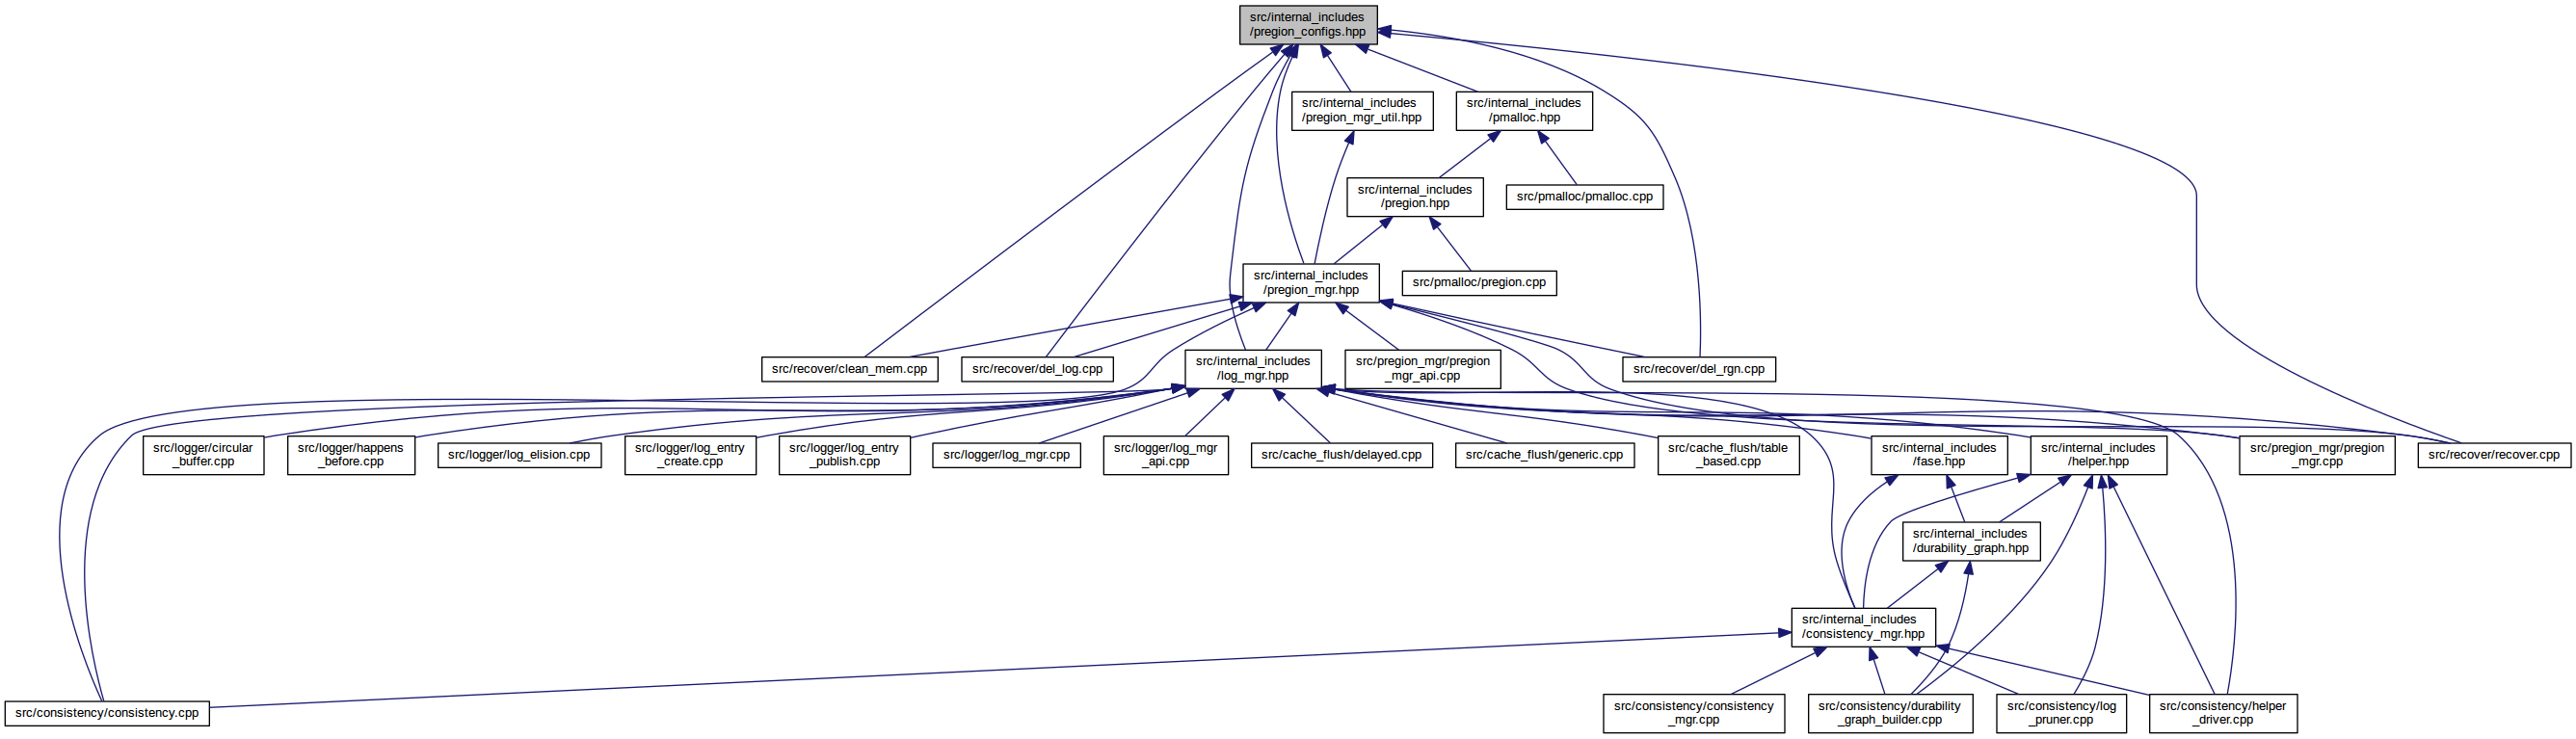 src/internal_includes
/pregion_configs.hpp
src/internal_includes
/pregion_mgr_util.hpp
src/internal_includes
/pmalloc.hpp
src/internal_includes
/pregion.hpp
src/pmalloc/pmalloc.cpp
src/internal_includes
/pregion_mgr.hpp
src/pmalloc/pregion.cpp
src/recover/clean_mem.cpp
src/recover/del_log.cpp
src/internal_includes
/log_mgr.hpp
src/pregion_mgr/pregion
_mgr_api.cpp
src/recover/del_rgn.cpp
src/logger/circular
_buffer.cpp
src/logger/happens
_before.cpp
src/logger/log_elision.cpp
src/logger/log_entry
_create.cpp
src/logger/log_entry
_publish.cpp
src/logger/log_mgr.cpp
src/logger/log_mgr
_api.cpp
src/cache_flush/delayed.cpp
src/cache_flush/generic.cpp
src/cache_flush/table
_based.cpp
src/internal_includes
/fase.hpp
src/internal_includes
/helper.hpp
src/pregion_mgr/pregion
_mgr.cpp
src/recover/recover.cpp
src/internal_includes
/durability_graph.hpp
src/internal_includes
/consistency_mgr.hpp
src/consistency/consistency.cpp
src/consistency/consistency
_mgr.cpp
src/consistency/durability
_graph_builder.cpp
src/consistency/log
_pruner.cpp
src/consistency/helper
_driver.cpp